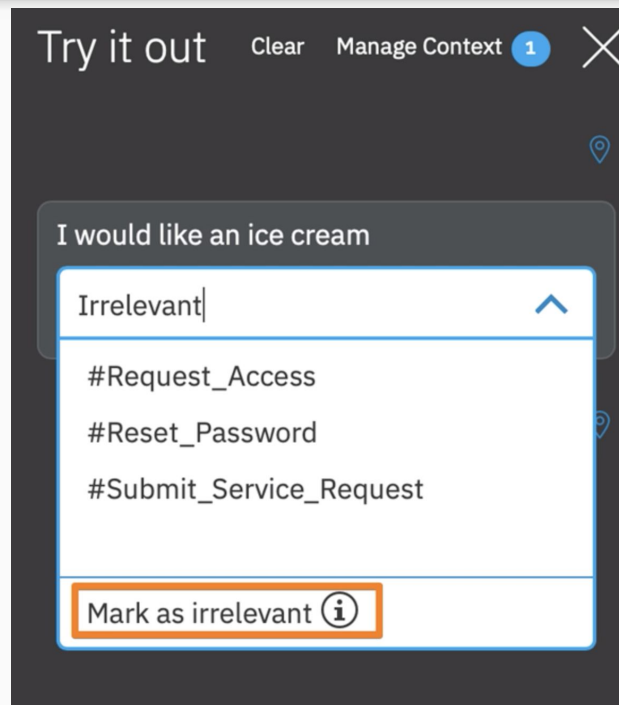 Try it out Clear Manage Context 1
I would like an ice cream
Irrelevant
#Request_Access
#Reset_Password
#Submit_Service_Request
Mark as irrelevant i